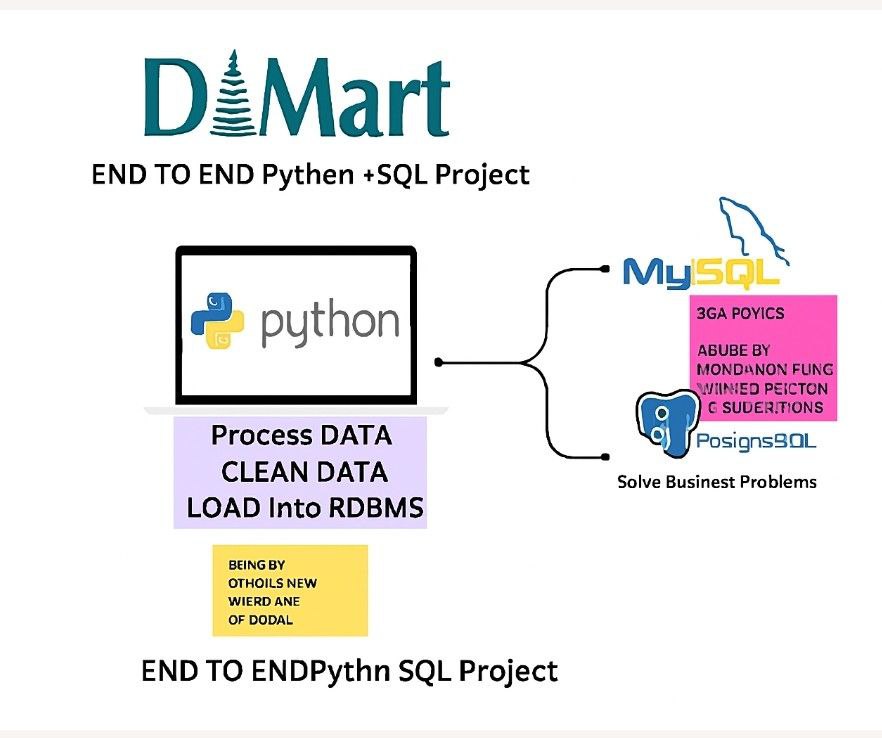 D Mart
END TO END Pythen +SQL Project
python
Process DATA
CLEAN DATA
LOAD Into RDBMS
BEING BY
OTHOILS NEW
WIERD ANE
OF DODAL
END TO ENDPythn SQL Project
MySQL
3GA POYICS
ABUBE BY
MONDANON FUNG
WIINIED PEICTON
G SUDERITIONS
PosignsSQL
Solve Businest Problems